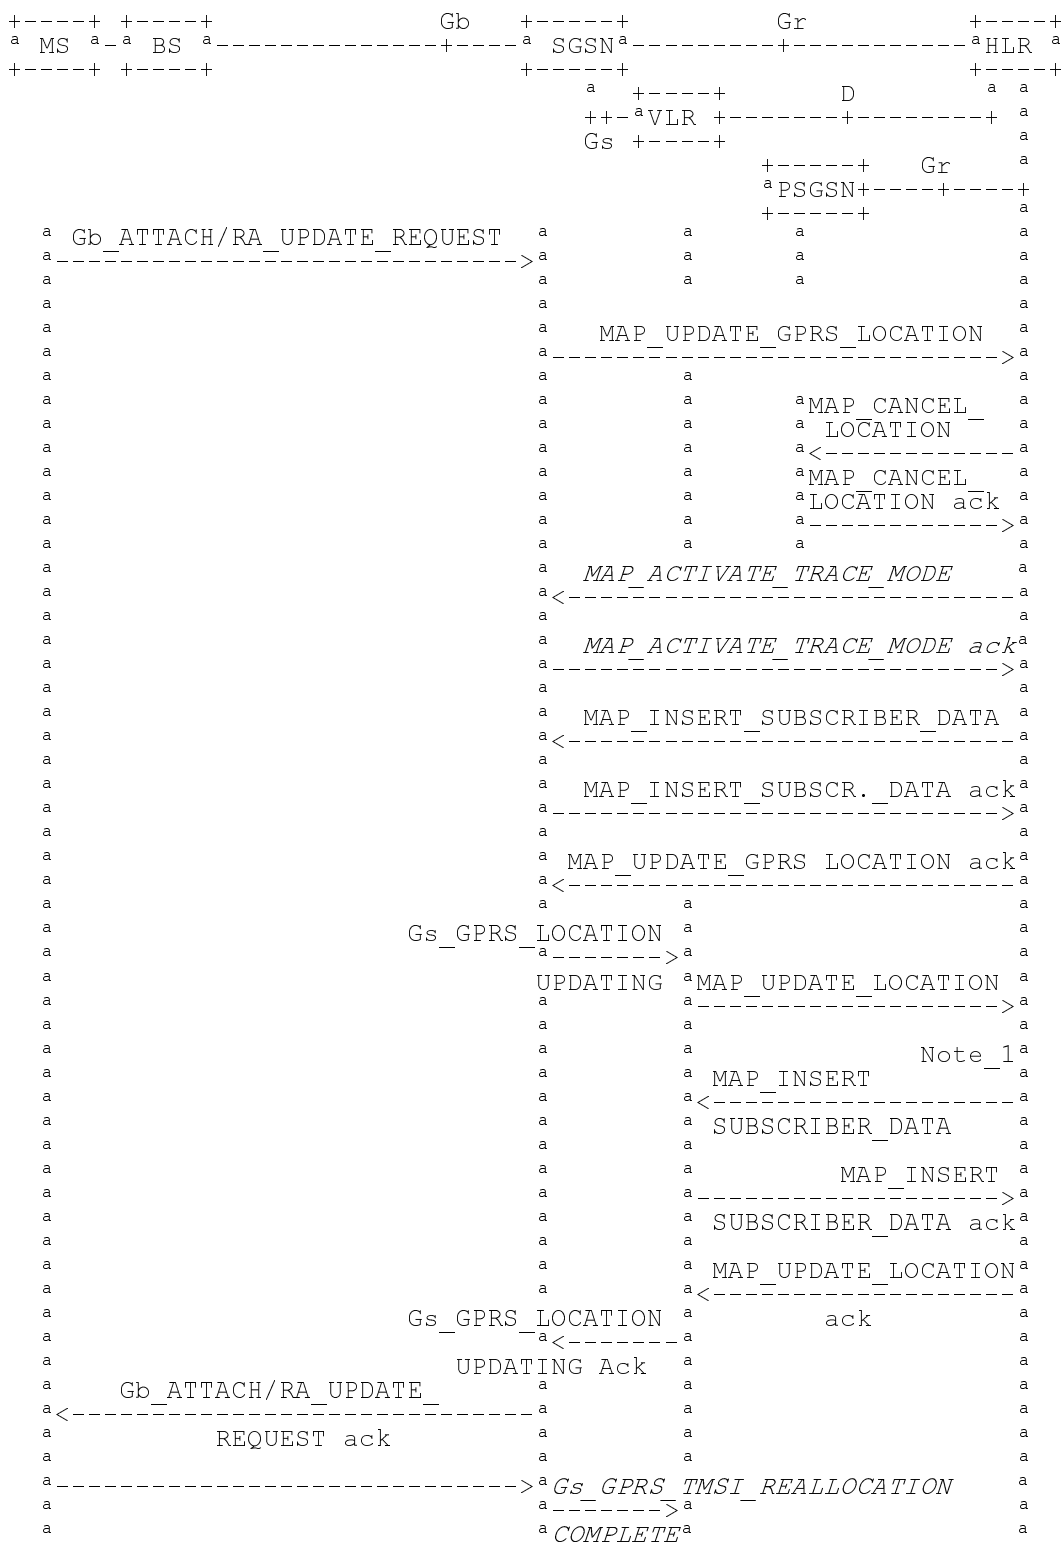 Gb Gr
MS BS SGSN HLR
D
VLR
Gs
Gr
PSGSN
Gb_ATTACH/RA_UPDATE_REQUEST
MAP_UPDATE_GPRS_LOCATION
MAP_CANCEL_
LOCATION
MAP_CANCEL_
LOCATION ack
MAP_ACTIVATE_TRACE_MODE
MAP_ACTIVATE_TRACE_MODE ack
MAP_INSERT_SUBSCRIBER_DATA
MAP_INSERT_SUBSCR._DATA ack
MAP_UPDATE_GPRS LOCATION ack
Gs_GPRS_LOCATION
UPDATING MAP_UPDATE_LOCATION
Note_1
MAP_INSERT
SUBSCRIBER_DATA
MAP_INSERT
SUBSCRIBER_DATA ack
MAP_UPDATE_LOCATION
Gs_GPRS_LOCATION ack
UPDATING Ack
Gb_ATTACH/RA_UPDATE_
REQUEST ack
Gs_GPRS_TMSI_REALLOCATION
COMPLETE